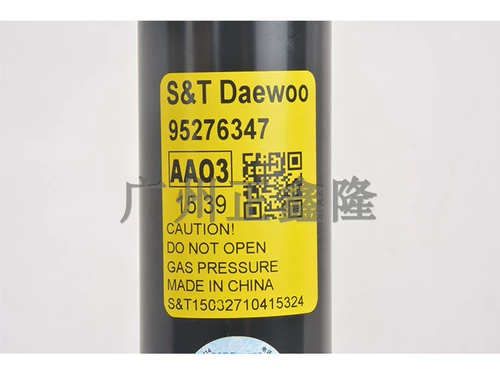 S&T Daewoo
95276347
AA03
15.39
广州正鑫隆
CAUTION!
DO NOT OPEN
GAS PRESSURE
MADE IN CHINA
S&T15032710415324